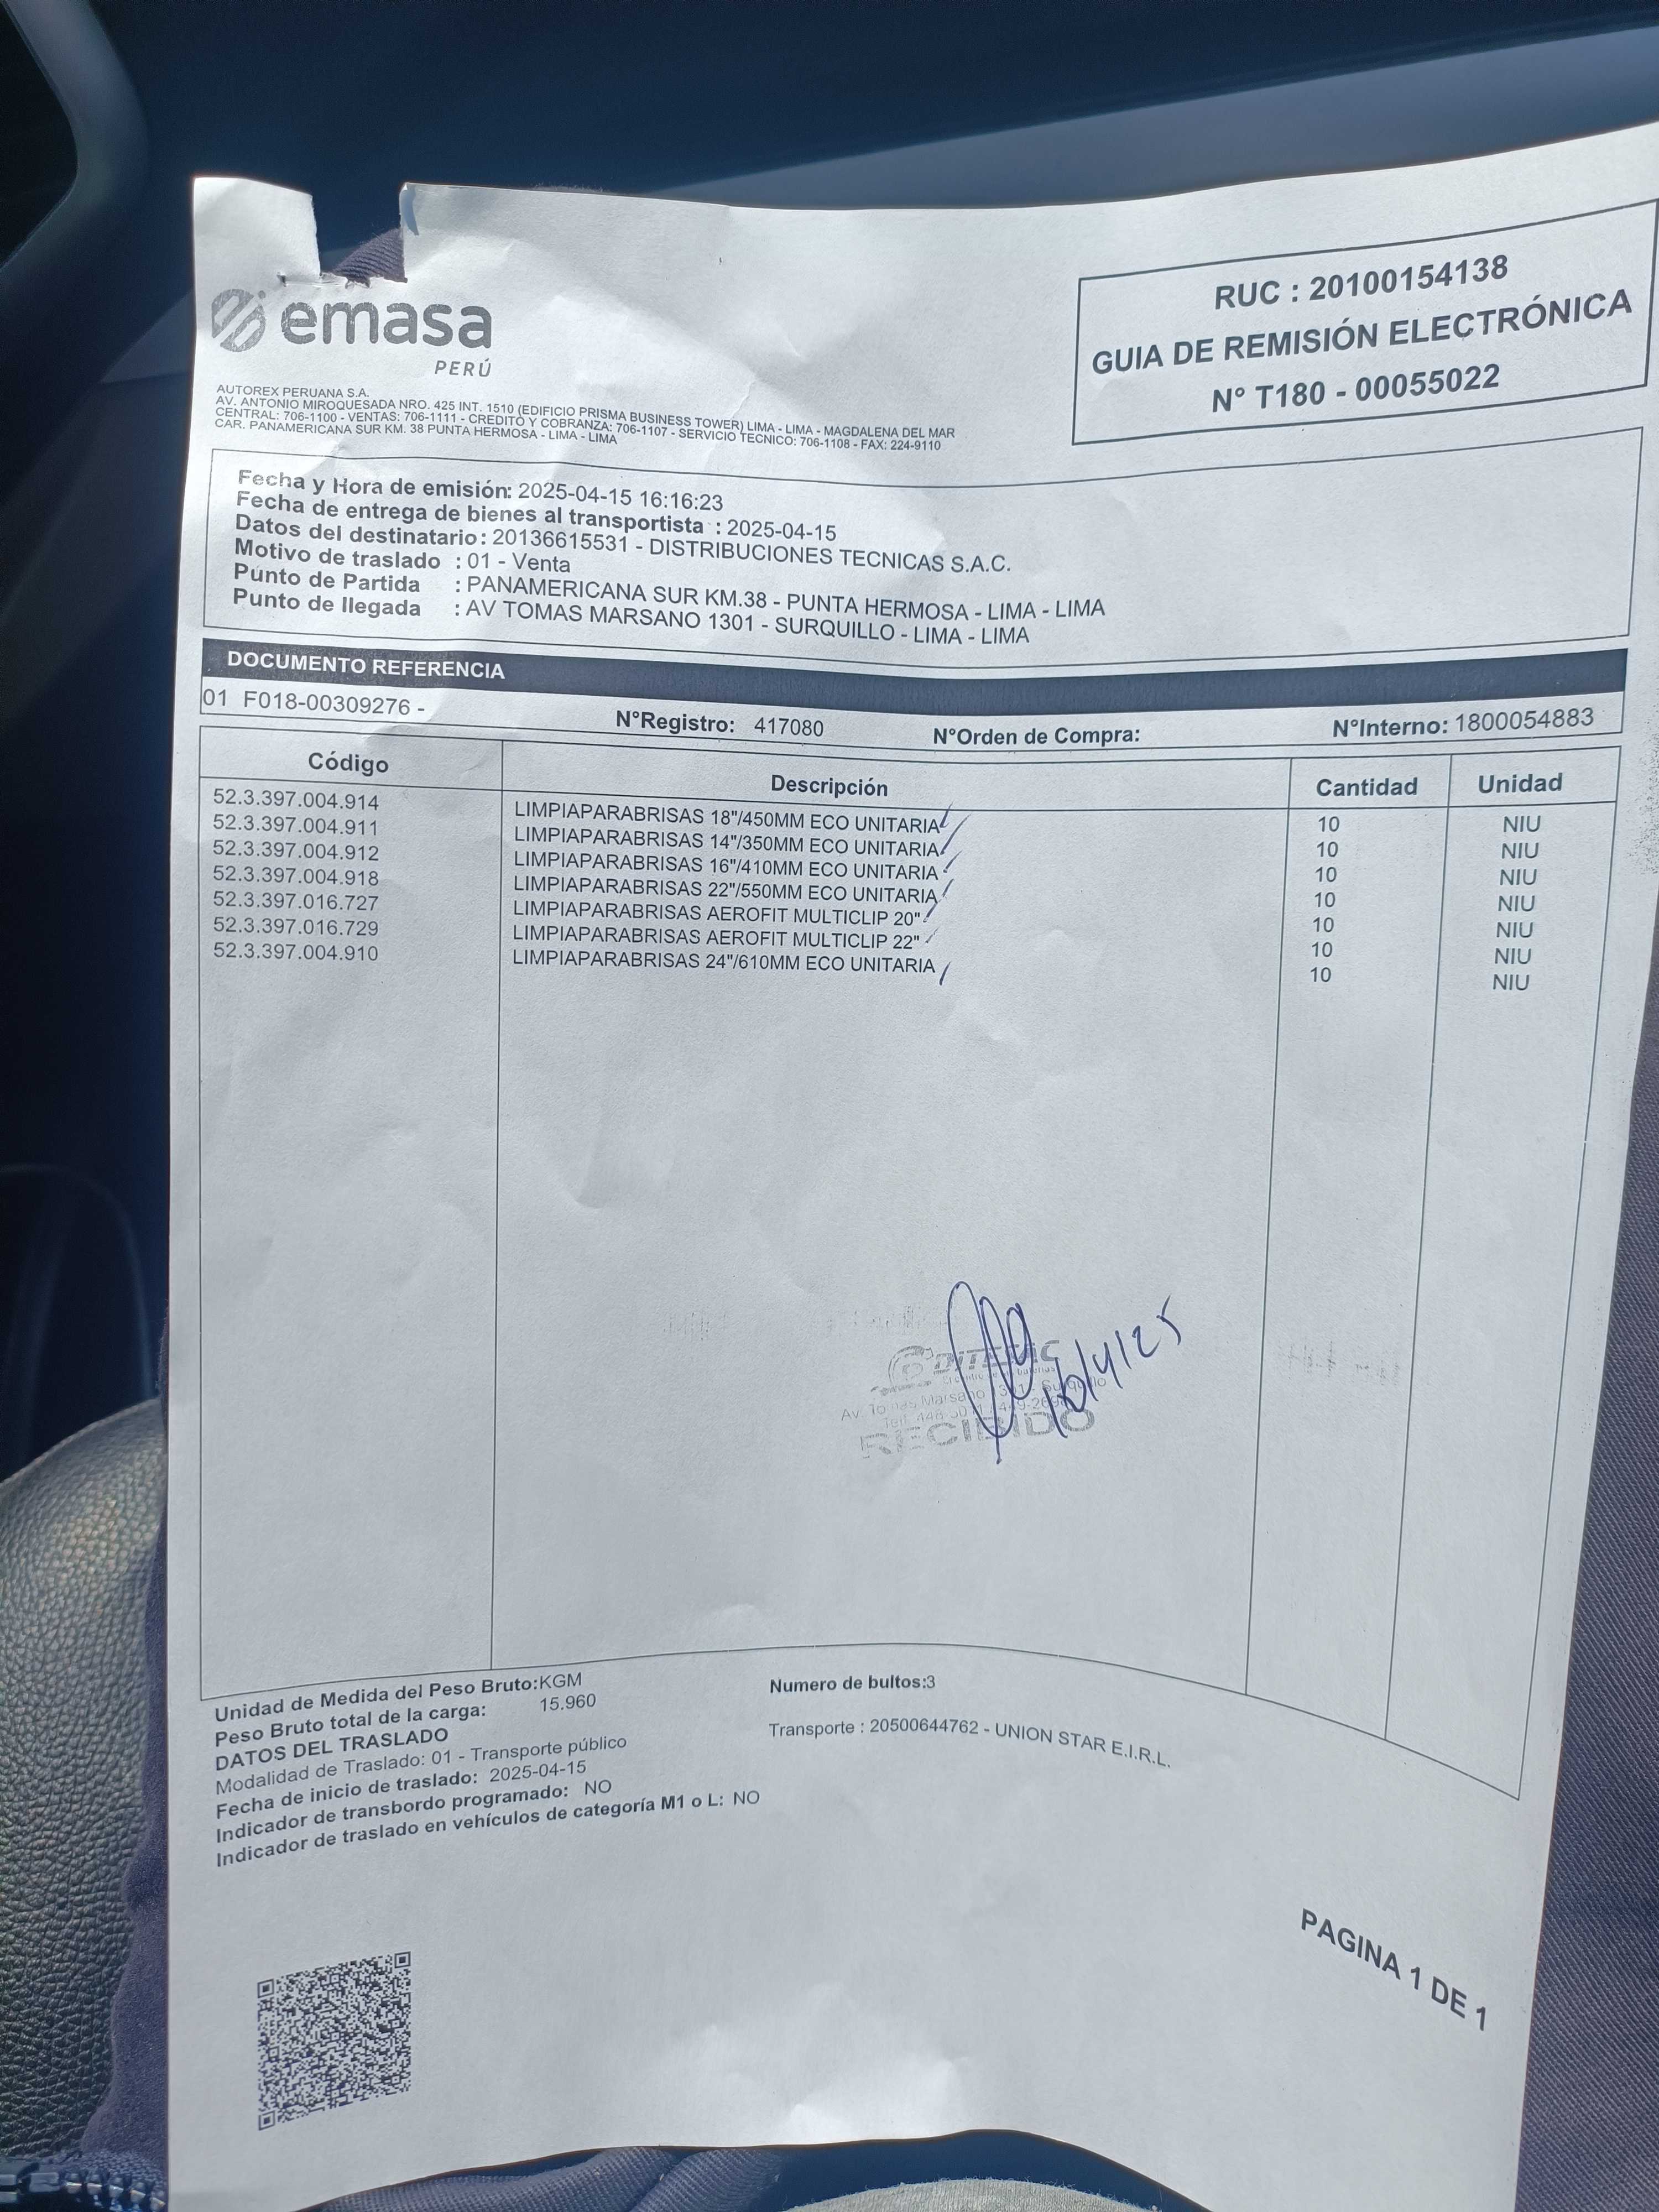 emasa
PERÚ
RUC : 20100154138
GUIA DE REMISIÓN ELECTRÓNICA
N° T180 - 00055022
AUTOREX PERUANA S.A.
AV. ANTONIO MIROQUESADA NRO. 425 INT. 1510 (EDIFICIO PRISMA BUSINESS TOWER) LIMA - LIMA - MAGDALENA DEL MAR
CENTRAL: 706-1100 - VENTAS: 706-1111 - CREDITO Y COBRANZA: 706-1107 - SERVICIO TECNICO: 706-1108 - FAX: 224-9110
CAR. PANAMERICANA SUR KM. 38 PUNTA HERMOSA - LIMA - LIMA
Fecha y Hora de emisión: 2025-04-15 16:16:23
Fecha de entrega de bienes al transportista : 2025-04-15
Datos del destinatario : 20136615531 - DISTRIBUCIONES TECNICAS S.A.C.
Motivo de traslado : 01 - Venta
Punto de Partida : PANAMERICANA SUR KM.38 - PUNTA HERMOSA - LIMA - LIMA
Punto de llegada : AV TOMAS MARSANO 1301 - SURQUILLO - LIMA - LIMA
DOCUMENTO REFERENCIA
01 F018-00309276 -
N°Registro: 417080 N°Orden de Compra: N°Interno: 1800054883
Código Descripción Cantidad Unidad
52.3.397.004.914 LIMPIAPARABRISAS 18"/450MM ECO UNITARIA 10 NIU
52.3.397.004.911 LIMPIAPARABRISAS 14"/350MM ECO UNITARIA 10 NIU
52.3.397.004.912 LIMPIAPARABRISAS 16"/410MM ECO UNITARIA 10 NIU
52.3.397.004.918 LIMPIAPARABRISAS 22"/550MM ECO UNITARIA 10 NIU
52.3.397.016.727 LIMPIAPARABRISAS AEROFIT MULTICLIP 20" 10 NIU
52.3.397.016.729 LIMPIAPARABRISAS AEROFIT MULTICLIP 22" 10 NIU
52.3.397.004.910 LIMPIAPARABRISAS 24"/610MM ECO UNITARIA 10 NIU
Av. Tomas Marsano
RECIBIDO
Unidad de Medida del Peso Bruto:KGM
Peso Bruto total de la carga: 15.960
Numero de bultos:3
DATOS DEL TRASLADO
Modalidad de Traslado: 01 - Transporte público
Transporte : 20500644762 - UNION STAR E.I.R.L.
Fecha de inicio de traslado: 2025-04-15
Indicador de transbordo programado: NO
Indicador de traslado en vehículos de categoría M1 o L: NO
PAGINA 1 DE 1